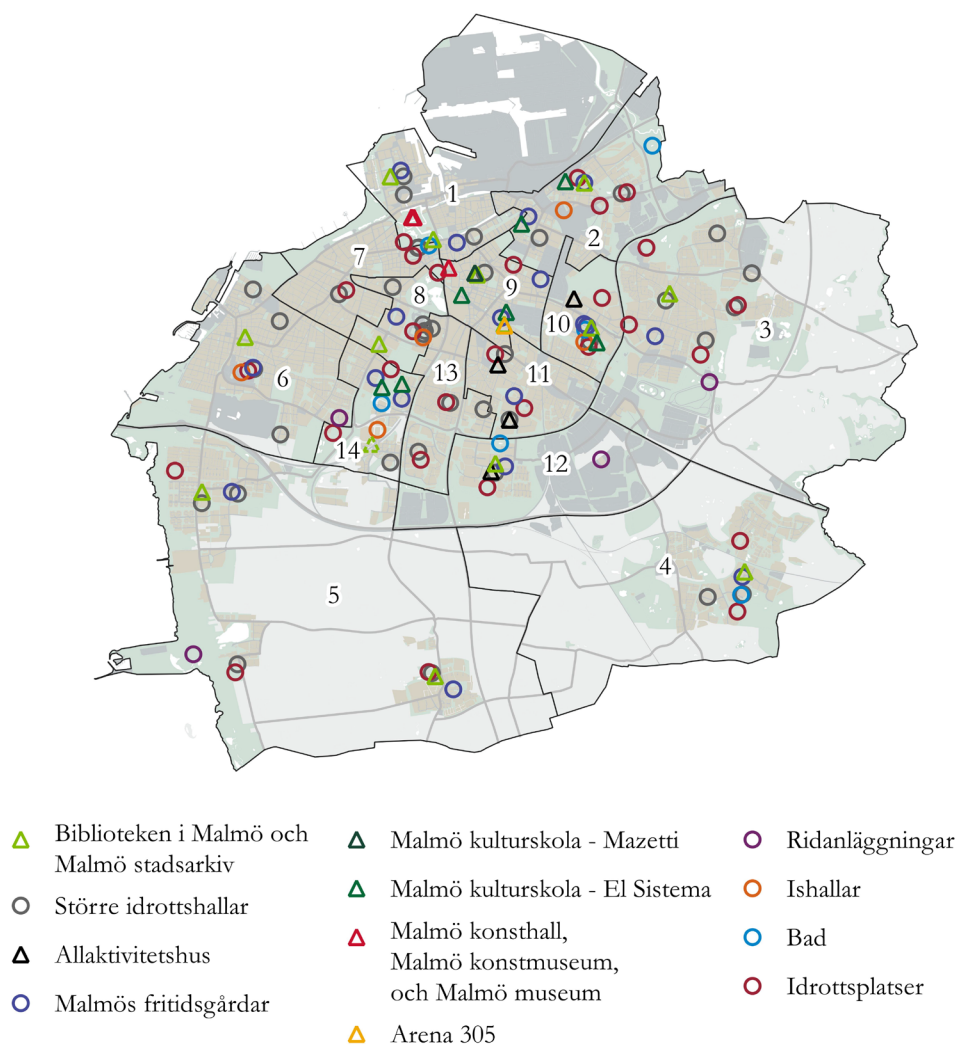 1
2
7
8
9
10
3
6
13
11
14
12
4
5
Biblioteken i Malmö och
Malmö stadsarkiv
Större idrottshallar
Allaktivitetshus
Malmös fritidsgårdar
Malmö kulturskola - Mazetti
Malmö kulturskola - El Sistema
Malmö konsthall,
Malmö konstmuseum,
och Malmö museum
Arena 305
Ridanläggningar
Ishallar
Bad
Idrottsplatser